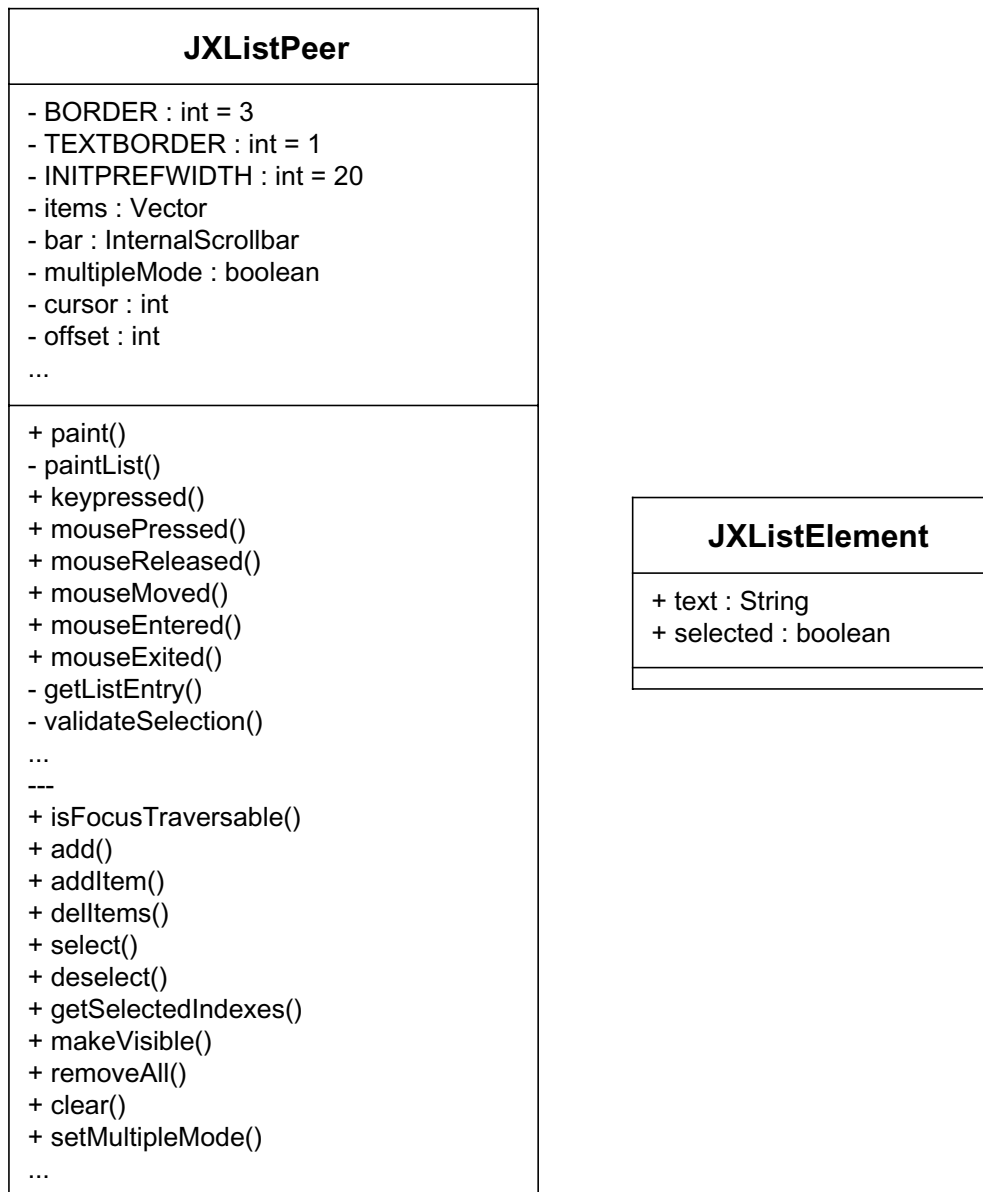 JXListPeer
- BORDER : int = 3
- TEXTBORDER : int = 1
- INITPREFWIDTH : int = 20
- items : Vector
- bar : InternalScrollbar
- multipleMode : boolean
- cursor : int
- offset : int
...
+ paint()
- paintList()
+ keypressed()
+ mousePressed()
+ mouseReleased()
+ mouseMoved()
+ mouseEntered()
+ mouseExited()
- getListEntry()
- validateSelection()
...
---
+ isFocusTraversable()
+ add()
+ addItem()
+ delItems()
+ select()
+ deselect()
+ getSelectedIndexes()
+ makeVisible()
+ removeAll()
+ clear()
+ setMultipleMode()
...
JXListElement
+ text : String
+ selected : boolean